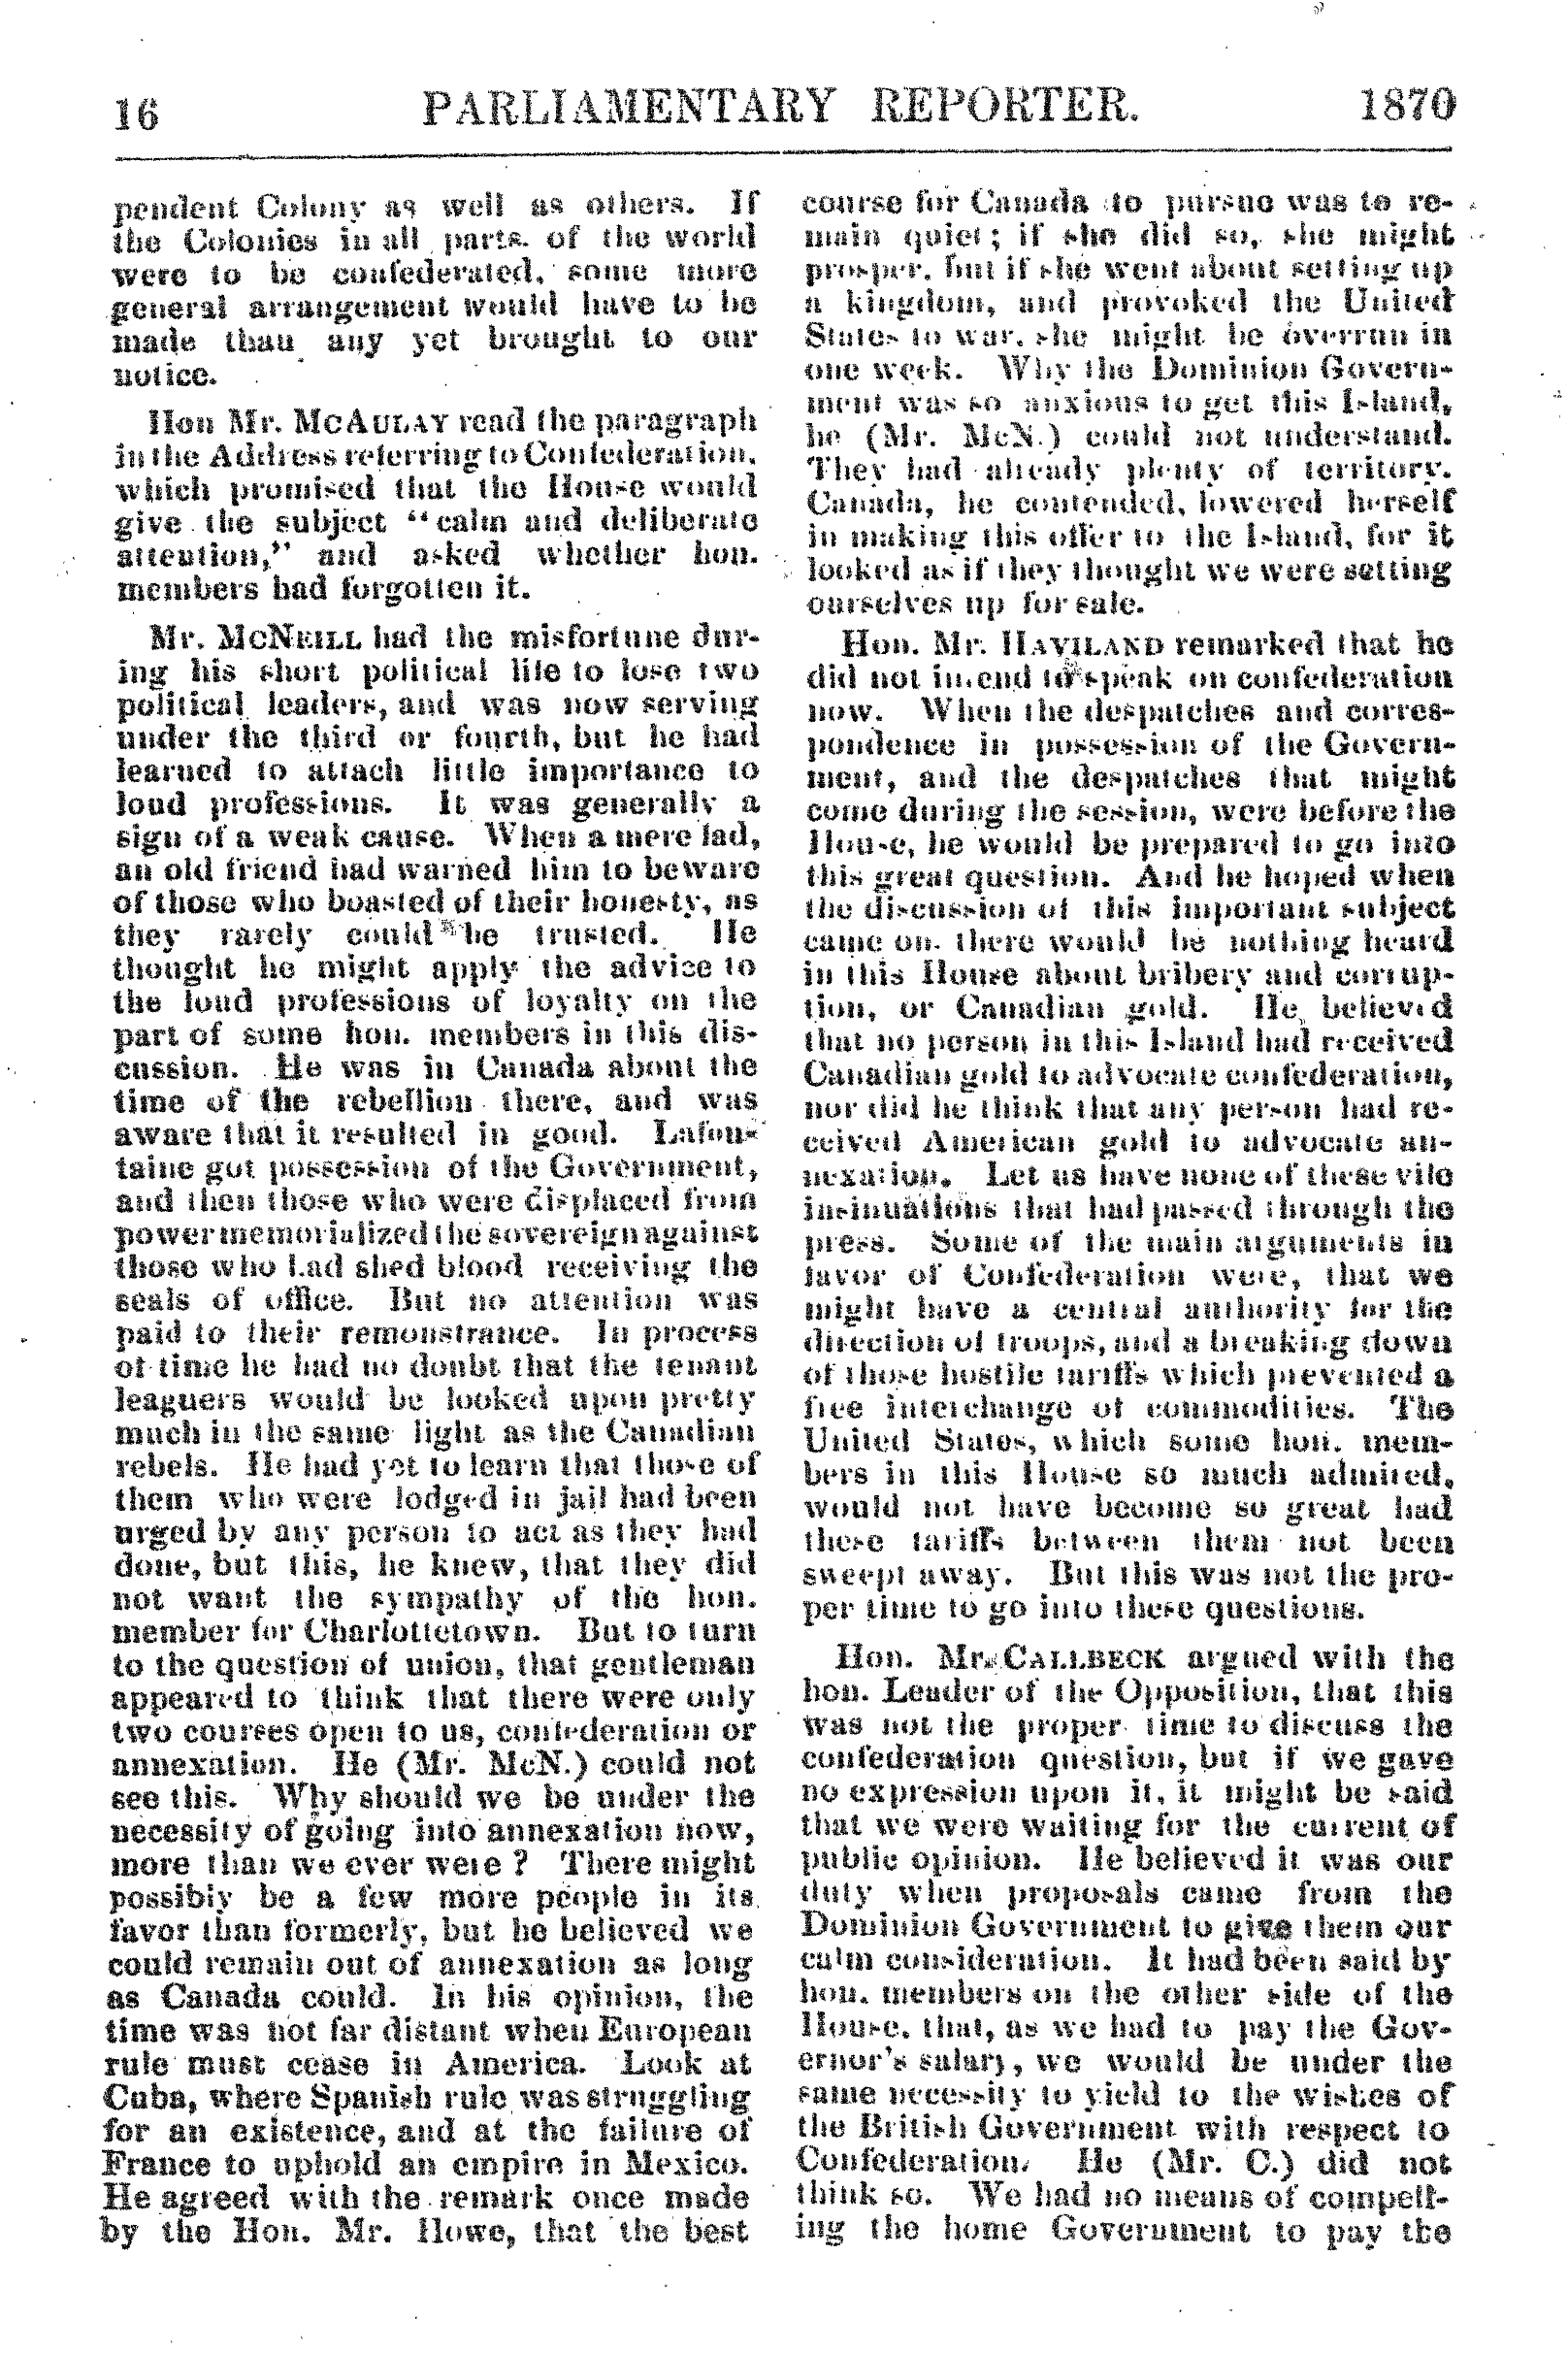 16 PARLIAMENTARY REPORTER. 1870
pendent Colony as well as others. If
the Colonies in all parts. of the world
were to be confederated, some more
general arrangement would have to be
made than any yet brought to our
notice.
Hon Mr. McAULAY read the paragraph
in the Address referring to Confederation,
which promised that the House would
give the subject "calm and deliberate
attention," and asked whether hon.
members had forgotten it.
Mr. McNEILL had the misfortune dur-
ing his short political life to lose two
political leaders, and was now serving
under the third or fourth, but he had
learned to attach little importance to
loud professions. It was generally a
sign of a weak cause. When a mere lad,
an old friend had warned him to beware
of those who boasted of their honesty, as
they rarely could be trusted. He
thought he might apply the advice to
the loud professions of loyalty on the
part of some hon. members in this dis-
cussion. He was in Canada about the
time of the rebellion there, and was
aware that it resulted in good. Lafon-
taine got possession of the Government,
and then those who were displaced from
power memorialized the sovereign against
those who had shed blood receiving the
seals of office. But no attention was
paid to their remonstrance. In process
of time he had no doubt that the tenant
leaguers would be looked upon pretty
much in the same light as the Canadian
rebels. He had yet to learn that those of
them who were lodged in jail had been
urged by any person to act as they had
done, but this, he knew, that they did
not want the sympathy of the hon.
member for Charlottetown. But to turn
to the question of union, that gentleman
appeared to think that there were only
two courses open to us, confederation or
annexation. He (Mr. McN.) could not
see this. Why should we be under the
necessity of going into annexation now,
more than we ever were? There might
possibly be a few more people in its
favor than formerly, but he believed we
could remain out of annexation as long
as Canada could. In his opinion, the
time was not far distant when European
rule must cease in America. Look at
Cuba, where Spanish rule was struggling
for an existence, and at the failure of
France to uphold an empire in Mexico.
He agreed with the remark once made
by the Hon. Mr. Howe, that the best
course for Canada to pursue was to re-
main quiet; if she did so, she might
prosper, but if she went about setting up
a kingdom, and provoked the United
States to war, she might be overrun in
one week. Why the Dominion Govern-
ment was so anxious to get this Island,
he (Mr. McN.) could not understand.
They had already plenty of territory.
Canada, he contended, lowered herself
in making this offer to the Island, for it
looked as if they thought we were setting
ourselves up for sale.
Hon. Mr. HAVILAND remarked that he
did not intend to speak on confederation
now. When the despatches and corres-
pondence in possession of the Govern-
ment, and the despatches that might
come during the session, were before the
House, he would be prepared to go into
this great question. And he hoped when
the discussion of this important subject
came on there would be nothing heard
in this House about bribery and corrup-
tion, or Canadian gold. He believed
that no person in this Island had received
Canadian gold to advocate confederation,
nor did he think that any person had re-
ceived American gold to advocate an-
nexation. Let us have none of these vile
insinuations that had passed through the
press. Some of the main arguments in
favor of Confederation were, that we
might have a central authority for the
direction of troops, and a breaking down
of those hostile tariffs which prevented a
free interchange of commodities. The
United States, which some hon. mem-
bers in this House so much admired,
would not have become so great had
these tariffs between them not been
sweept away. But this was not the pro-
per time to go into these questions.
Hon. Mr. CALLBECK argued with the
hon. Leader of the Opposition, that this
was not the proper time to discuss the
confederation question, but if we gave
no expression upon it, it might be said
that we were waiting for the current of
public opinion. He believed it was our
duty when proposals came from the
Dominion Government to give them our
calm consideration. It had been said by
hon. members on the other side of the
House, that, as we had to pay the Gov-
ernor's salary, we would be under the
same necessity to yield to the wishes of
the British Government with respect to
Confederation. He (Mr. C.) did not
think so. We had no means of compell-
ing the home Government to pay the